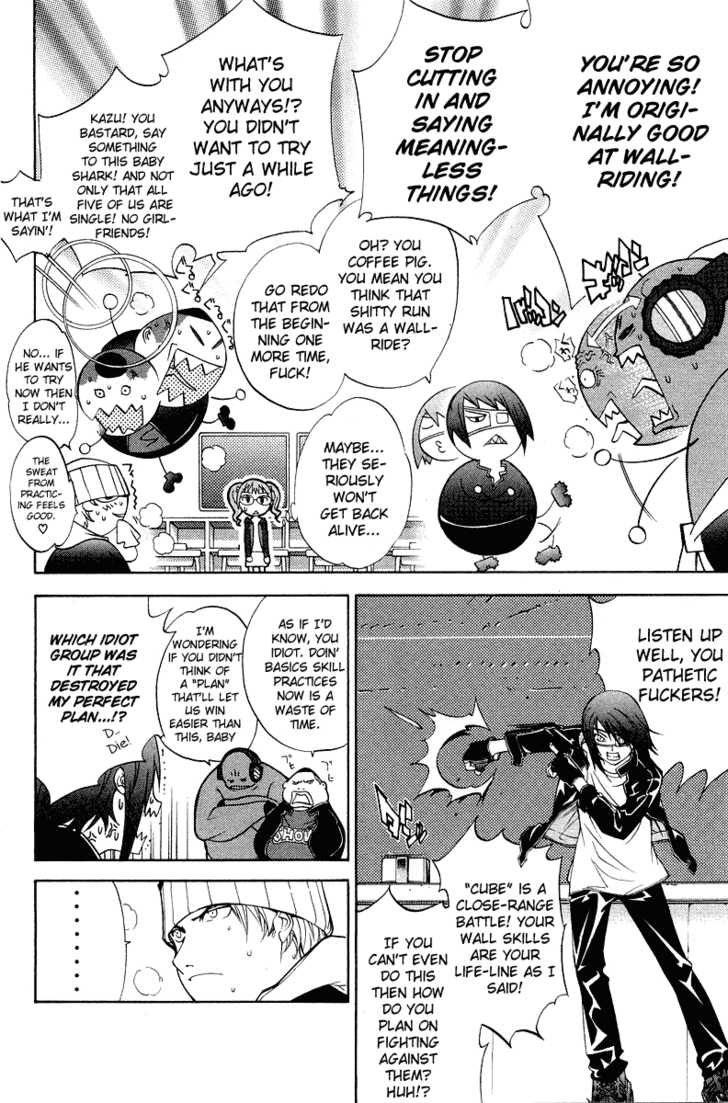 YOU'RE SO
ANNOYING!
I'M ORIGI-
NALLY GOOD
AT WALL-
RIDING!
STOP
CUTTING
IN AND
SAYING
MEANING-
LESS
THINGS!
WHAT'S
WITH YOU
ANYWAYS!?
YOU DIDN'T
WANT TO TRY
JUST A WHILE
AGO!
KAZU! YOU
BASTARD, SAY
SOMETHING
TO THIS BABY
SHARK! AND NOT
ONLY THAT ALL
FIVE OF US ARE
SINGLE! NO GIRL-
FRIENDS!
THAT'S
WHAT I'M
SAYIN'!
OH? YOU
COFFEE PIG.
YOU MEAN YOU
THINK THAT
SHITTY RUN
WAS A WALL-
RIDE?
GO REDO
THAT FROM
THE BEGIN-
NING ONE
MORE TIME,
FUCK!
NO... IF
HE WANTS
TO TRY
NOW THEN
I DON'T
REALLY...
THE
SWEAT
FROM
PRACTIC-
ING FEELS
GOOD.
♡
MAYBE...
THEY SE-
RIOUSLY
WON'T
GET BACK
ALIVE...
LISTEN UP
WELL, YOU
PATHETIC
FUCKERS!
"CUBE" IS A
CLOSE-RANGE
BATTLE! YOUR
WALL SKILLS
ARE YOUR
LIFE-LINE AS I
SAID!
IF YOU
CAN'T EVEN
DO THIS
THEN HOW
DO YOU
PLAN ON
FIGHTING
AGAINST
THEM?
HUH!?
AS IF I'D
KNOW, YOU
IDIOT. DOIN'
BASICS SKILL
PRACTICES
NOW IS A
WASTE OF
TIME.
I'M
WONDERING
IF YOU DIDN'T
THINK OF
A "PLAN"
THAT'LL LET
US WIN
EASIER THAN
THIS, BABY
SHOW
WHICH IDIOT
GROUP WAS
IT THAT
DESTROYED
MY PERFECT
PLAN...!?
D-
Die!
......